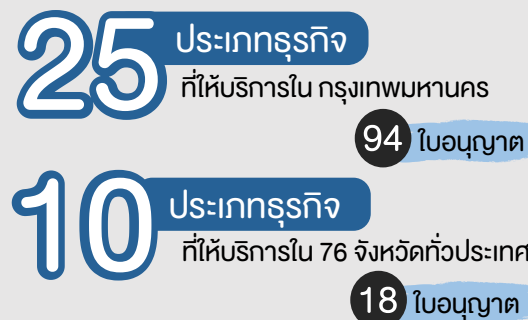 25 ประเภทธุรกิจ
ที่ให้บริการใน กรุงเทพมหานคร
94 ใบอนุญาต
10 ประเภทธุรกิจ
ที่ให้บริการใน 76 จังหวัดทั่วประเทศ
18 ใบอนุญาต